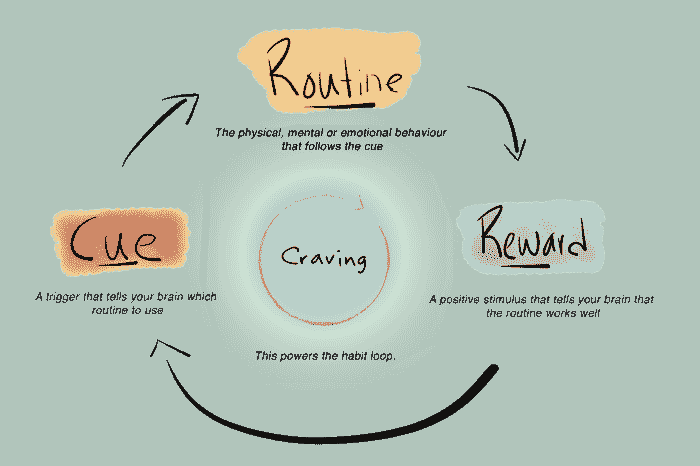 Routine
The physical, mental or emotional behaviour
that follows the cue
Cue
A trigger that tells your brain which
routine to use
Craving
This powers the habit loop.
Reward
A positive stimulus that tells your brain that
the routine works well